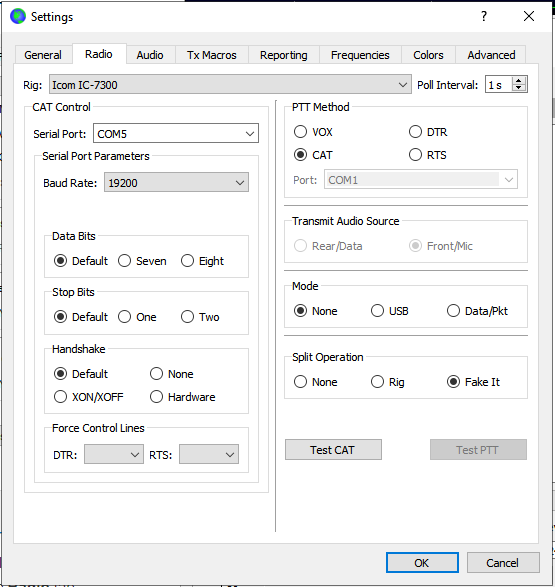 Settings
?
General Radio Audio Tx Macros Reporting Frequencies Colors Advanced
Rig: Icom IC-7300 Poll Interval: 1 s
CAT Control
Serial Port: COM5
Serial Port Parameters
Baud Rate: 19200
Data Bits
Default Seven Eight
Stop Bits
Default One Two
Handshake
Default None
XON/XOFF Hardware
Force Control Lines
DTR: RTS:
PTT Method
VOX DTR
CAT RTS
Port: COM1
Transmit Audio Source
Rear/Data Front/Mic
Mode
None USB Data/Pkt
Split Operation
None Rig Fake It
Test CAT Test PTT
OK Cancel